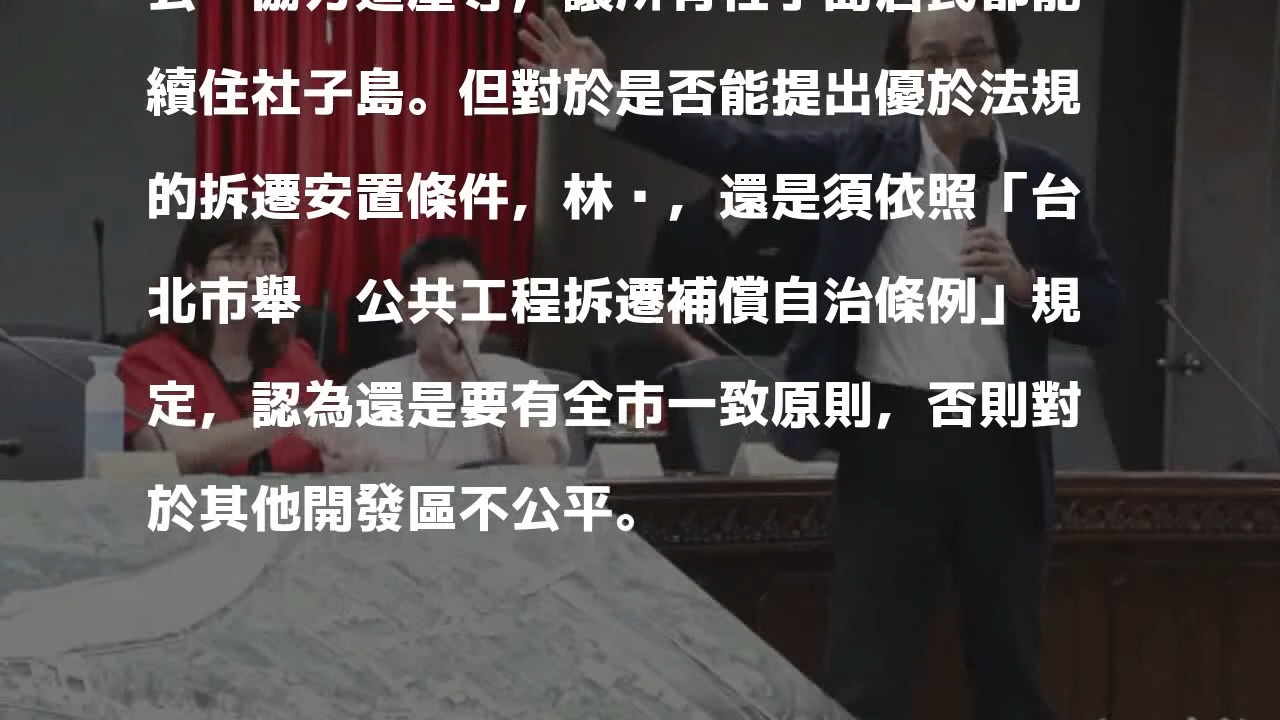 續住社子島。但對於是否能提出優於法規
的拆遷安置條件，林·，還是須依照「台
北市舉　公共工程拆遷補償自治條例」規
定，認為還是要有全市一致原則，否則對
於其他開發區不公平。